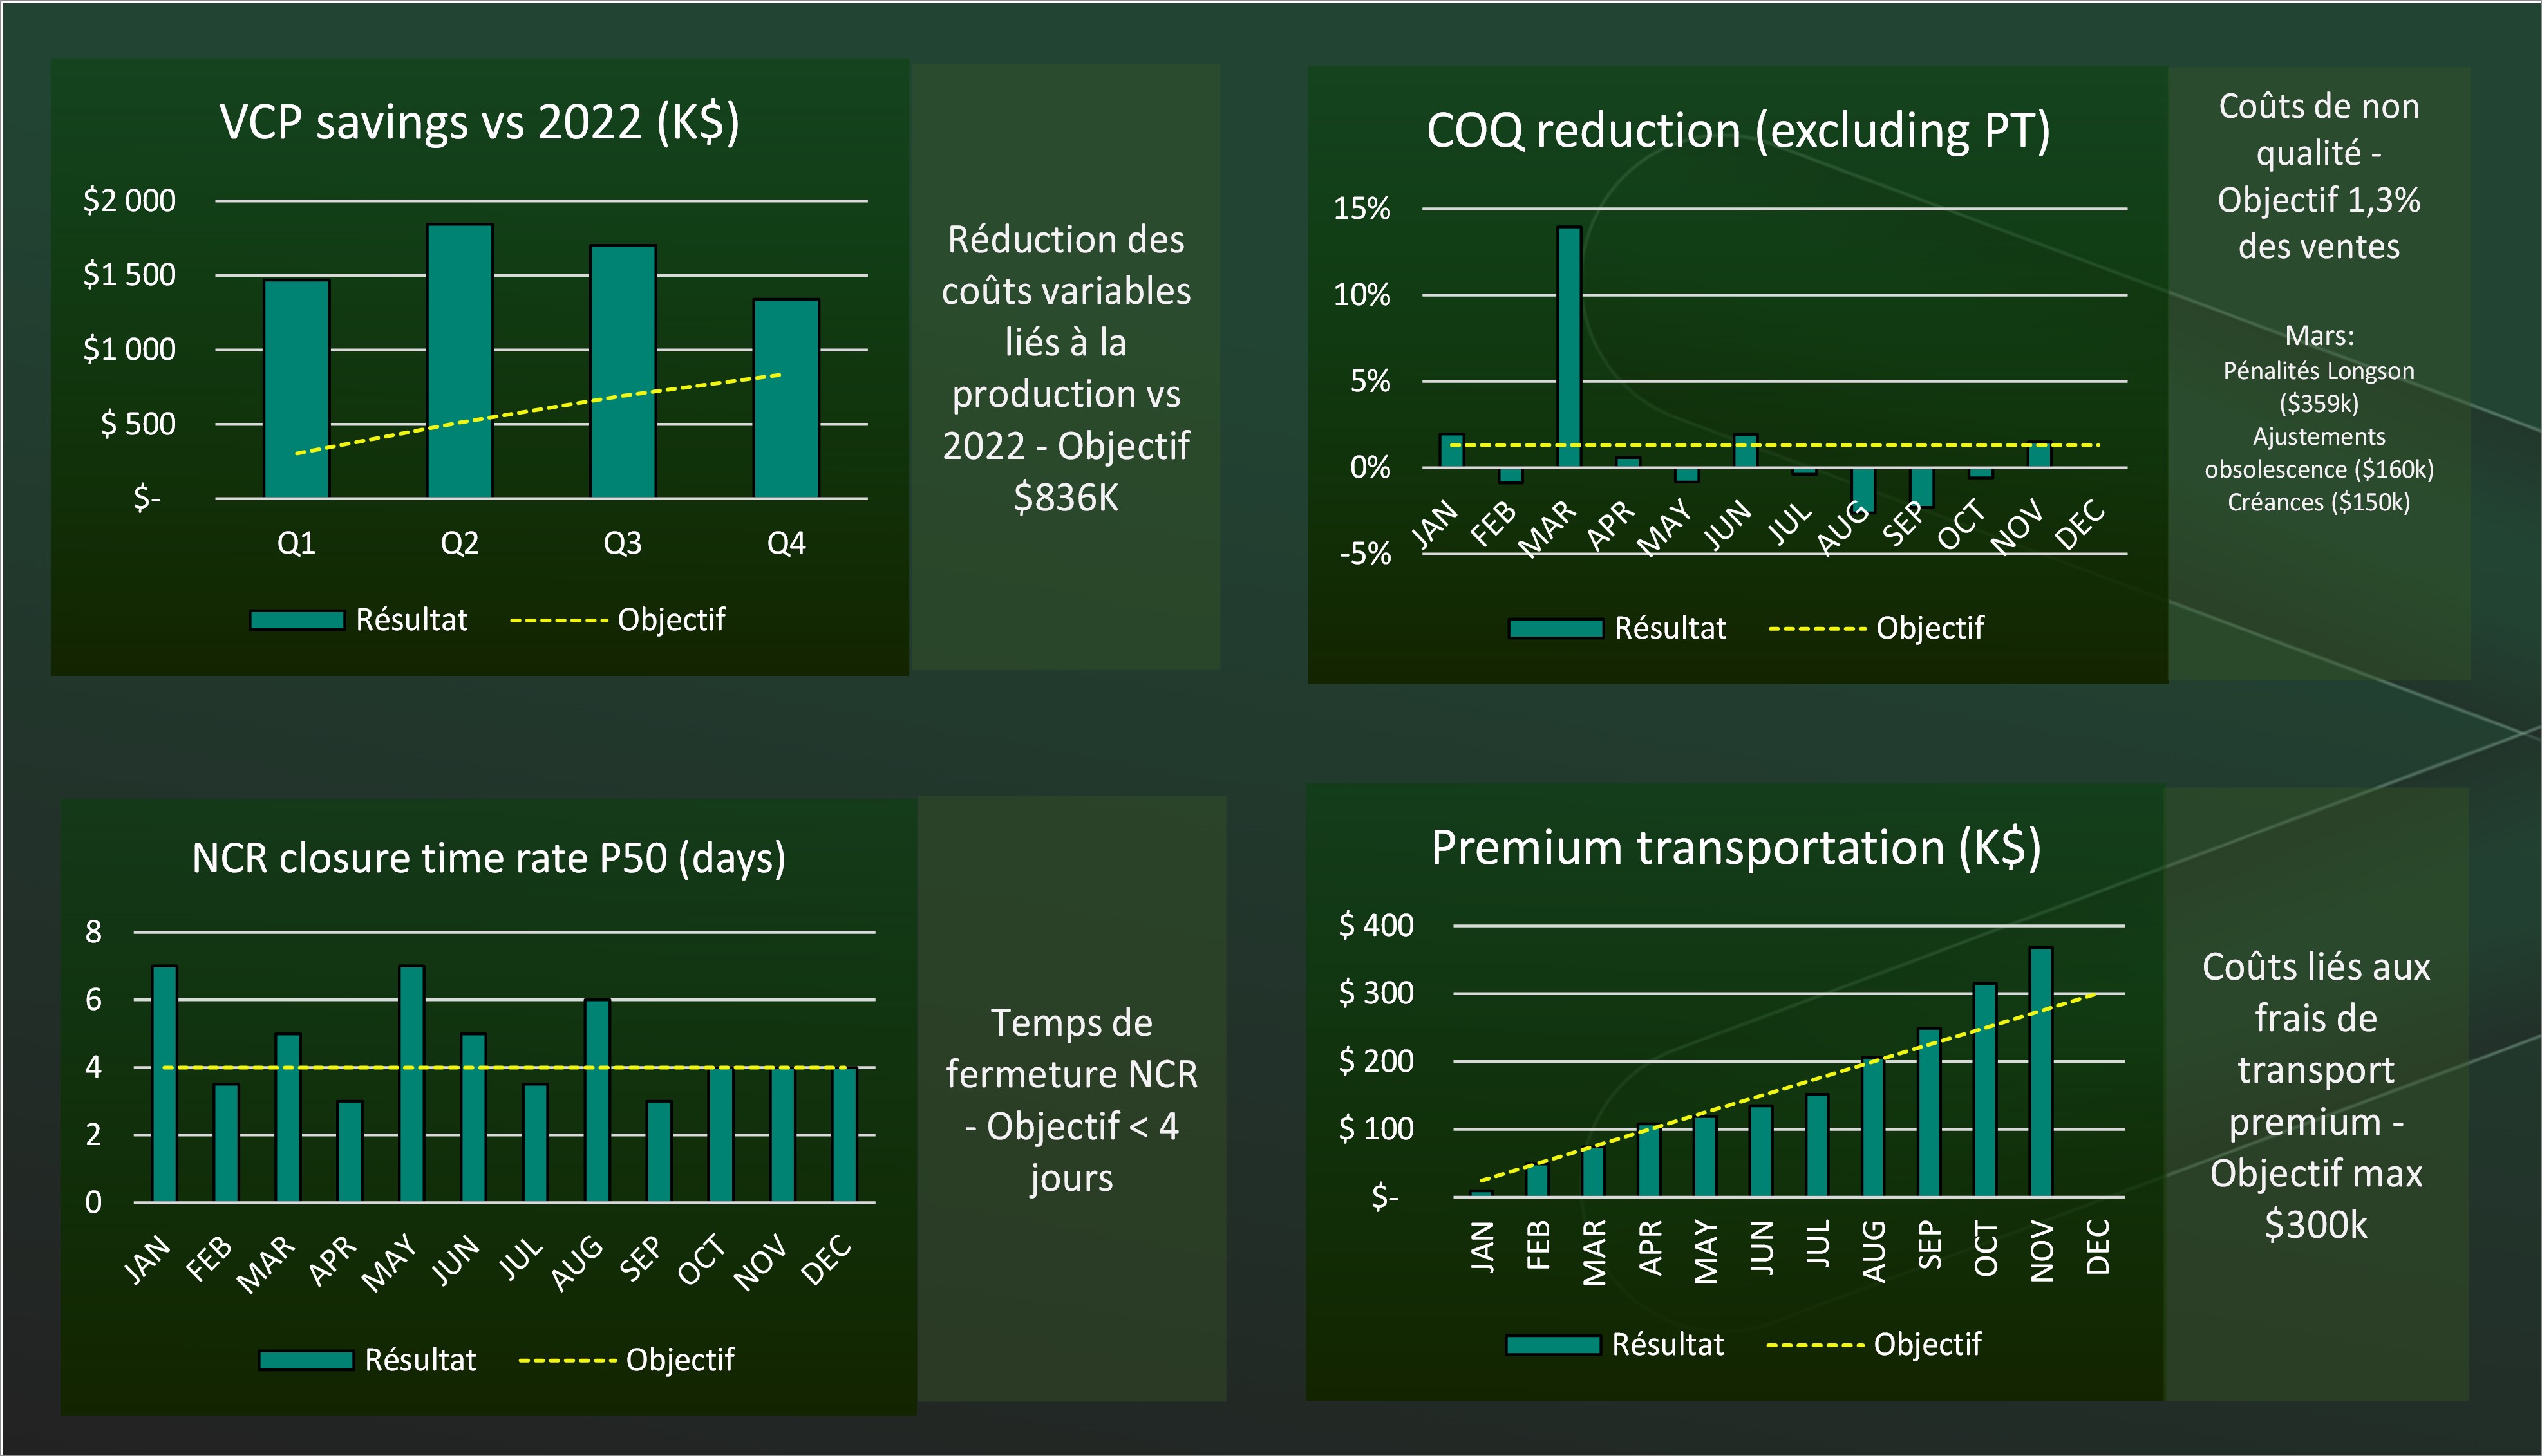 VCP savings vs 2022 (K$)
$2 000
$1 500
$1 000
$ 500
$-
Q1 Q2 Q3 Q4
Résultat Objectif
Réduction des
coûts variables
liés à la
production vs
2022 - Objectif
$836K
COQ reduction (excluding PT)
15%
10%
5%
0%
-5%
JAN FEB MAR APR MAY JUN JUL AUG SEP OCT NOV DEC
Résultat Objectif
Coûts de non
qualité -
Objectif 1,3%
des ventes
Mars:
Pénalités Longson
($359k)
Ajustements
obsolescence ($160k)
Créances ($150k)
NCR closure time rate P50 (days)
8
6
4
2
0
JAN FEB MAR APR MAY JUN JUL AUG SEP OCT NOV DEC
Résultat Objectif
Temps de
fermeture NCR
- Objectif < 4
jours
Premium transportation (K$)
$ 400
$ 300
$ 200
$ 100
$-
JAN FEB MAR APR MAY JUN JUL AUG SEP OCT NOV DEC
Résultat Objectif
Coûts liés aux
frais de
transport
premium -
Objectif max
$300k